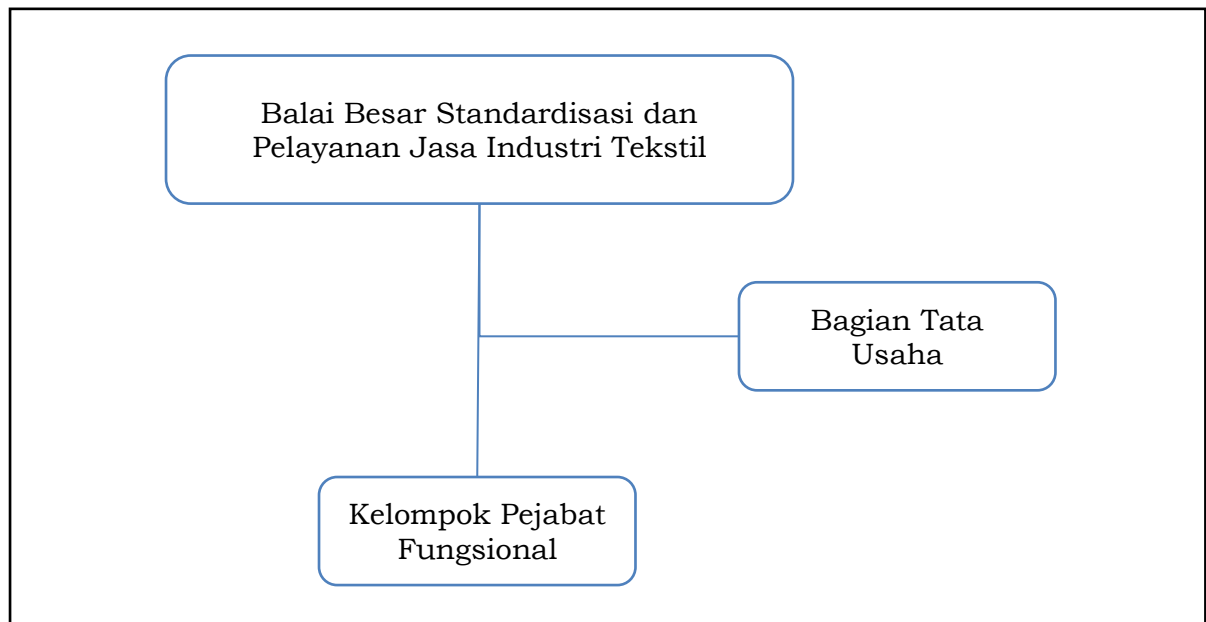 Balai Besar Standardisasi dan
Pelayanan Jasa Industri Tekstil
Bagian Tata
Usaha
Kelompok Pejabat
Fungsional